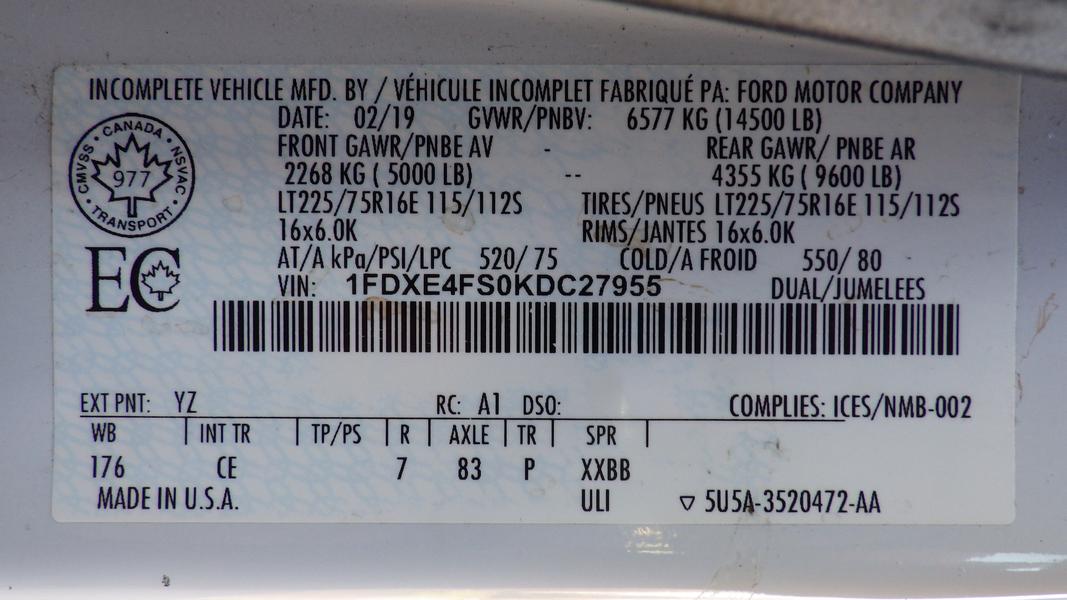 INCOMPLETE VEHICLE MFD. BY / VÉHICULE INCOMPLET FABRIQUÉ PA: FORD MOTOR COMPANY
DATE: 02/19 GVWR/PNBV: 6577 KG (14500 LB)
FRONT GAWR/PNBE AV - REAR GAWR/ PNBE AR
2268 KG ( 5000 LB) -- 4355 KG ( 9600 LB)
LT225/75R16E 115/112S TIRES/PNEUS LT225/75R16E 115/112S
16x6.0K RIMS/JANTES 16x6.0K
AT/A kPa/PSI/LPC 520/ 75 COLD/A FROID 550/ 80 -
VIN: 1FDXE4FS0KDC27955 DUAL/JUMELEES
CANADA
CMVSS NSVAC
977
TRANSPORT
EC
EXT PNT: YZ RC: A1 DSO: COMPLIES: ICES/NMB-002
WB | INT TR | TP/PS | R | AXLE | TR | SPR |
176 CE 7 83 P XXBB
MADE IN U.S.A. ULI ▽ 5U5A-3520472-AA